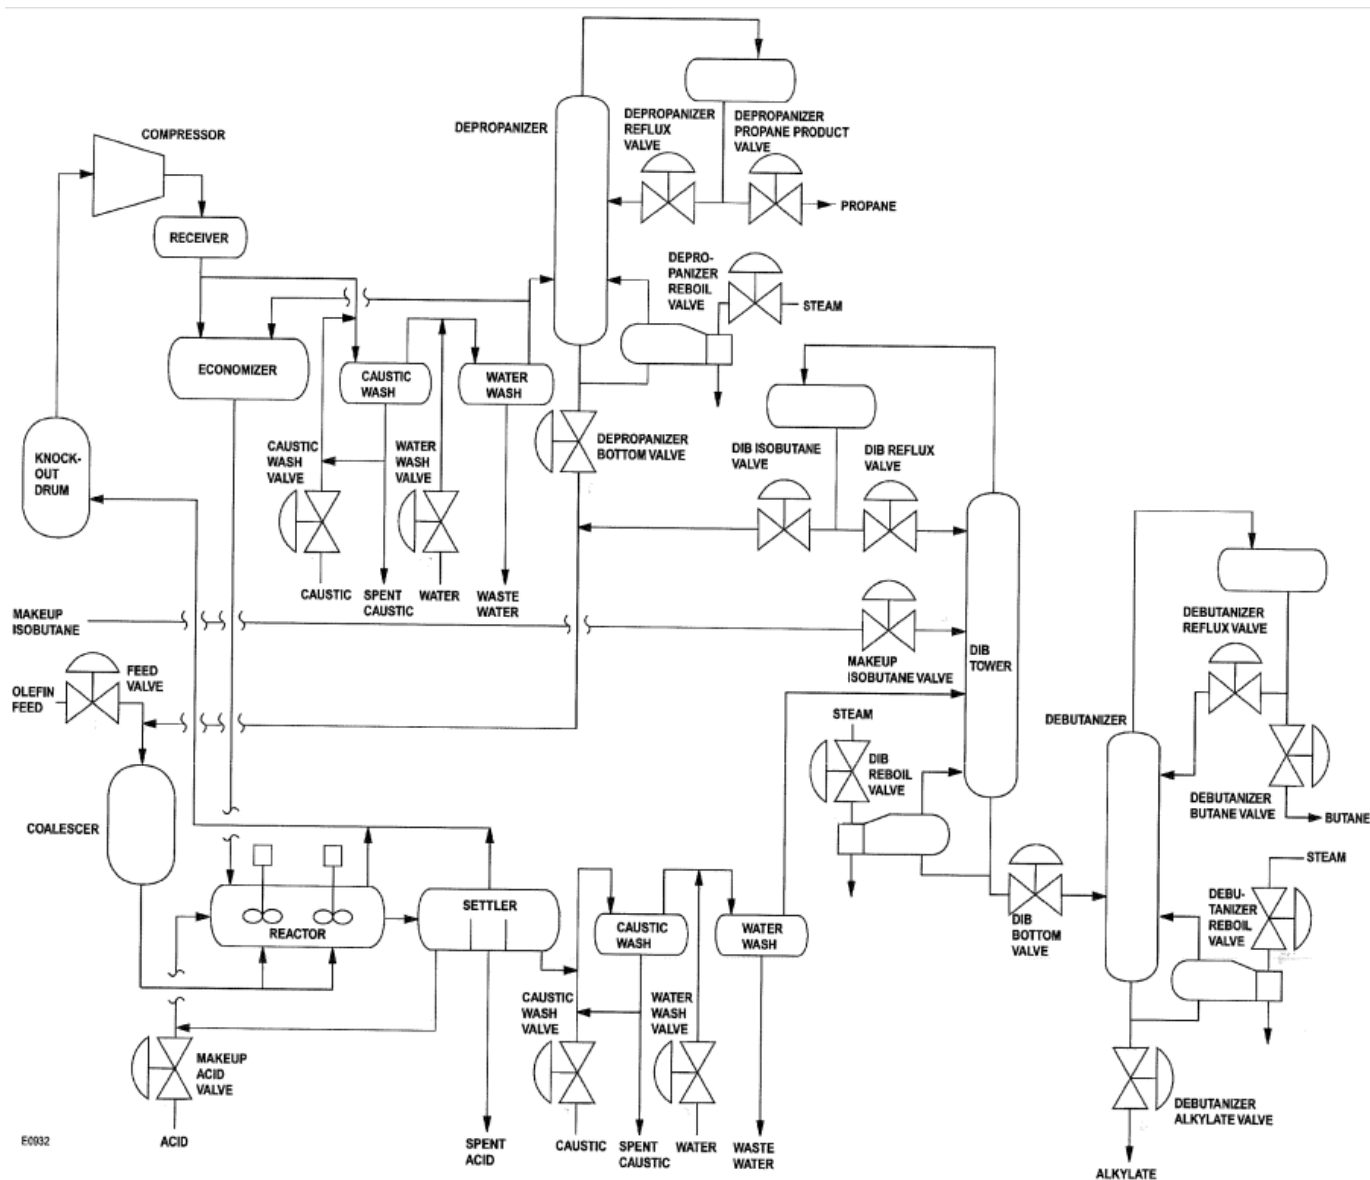 COMPRESSOR
RECEIVER
ECONOMIZER
KNOCK-
OUT
DRUM
CAUSTIC
WASH
WATER
WASH
CAUSTIC
WASH
VALVE
WATER
WASH
VALVE
CAUSTIC
SPENT
CAUSTIC
WATER
WASTE
WATER
DEPROPANIZER
DEPROPANIZER
REFLUX
VALVE
DEPROPANIZER
PROPANE PRODUCT
VALVE
PROPANE
DEPRO-
PANIZER
REBOIL
VALVE
STEAM
DEPROPANIZER
BOTTOM VALVE
DIB ISOBUTANE
VALVE
DIB REFLUX
VALVE
MAKEUP
ISOBUTANE
MAKEUP
ISOBUTANE VALVE
DIB
TOWER
OLEFIN
FEED
FEED
VALVE
COALESCER
STEAM
DIB
REBOIL
VALVE
DEBUTANIZER
REFLUX VALVE
DEBUTANIZER
DEBUTANIZER
BUTANE VALVE
BUTANE
STEAM
DEBU-
TANIZER
REBOIL
VALVE
DIB
BOTTOM
VALVE
REACTOR
SETTLER
CAUSTIC
WASH
WATER
WASH
CAUSTIC
WASH
VALVE
WATER
WASH
VALVE
MAKEUP
ACID
VALVE
ACID
SPENT
ACID
CAUSTIC
SPENT
CAUSTIC
WATER
WASTE
WATER
DEBUTANIZER
ALKYLATE VALVE
ALKYLATE
E0932